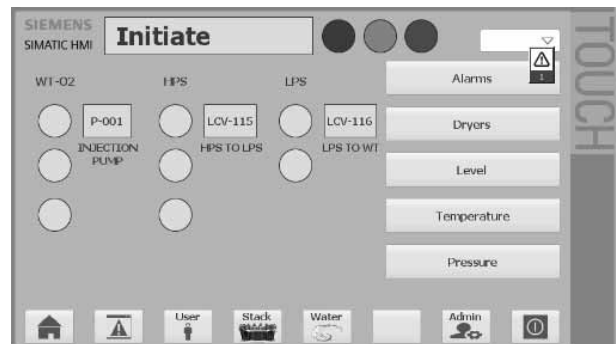 SIEMENS
SIMATIC HMI
Initiate
TOUCH
1
WT-02
HPS
LPS
Alarms
P-001
INJECTION
PUMP
LCV-115
HPS TO LPS
LCV-116
LPS TO WT
Dryers
Level
Temperature
Pressure
User
Stack
Water
Admin